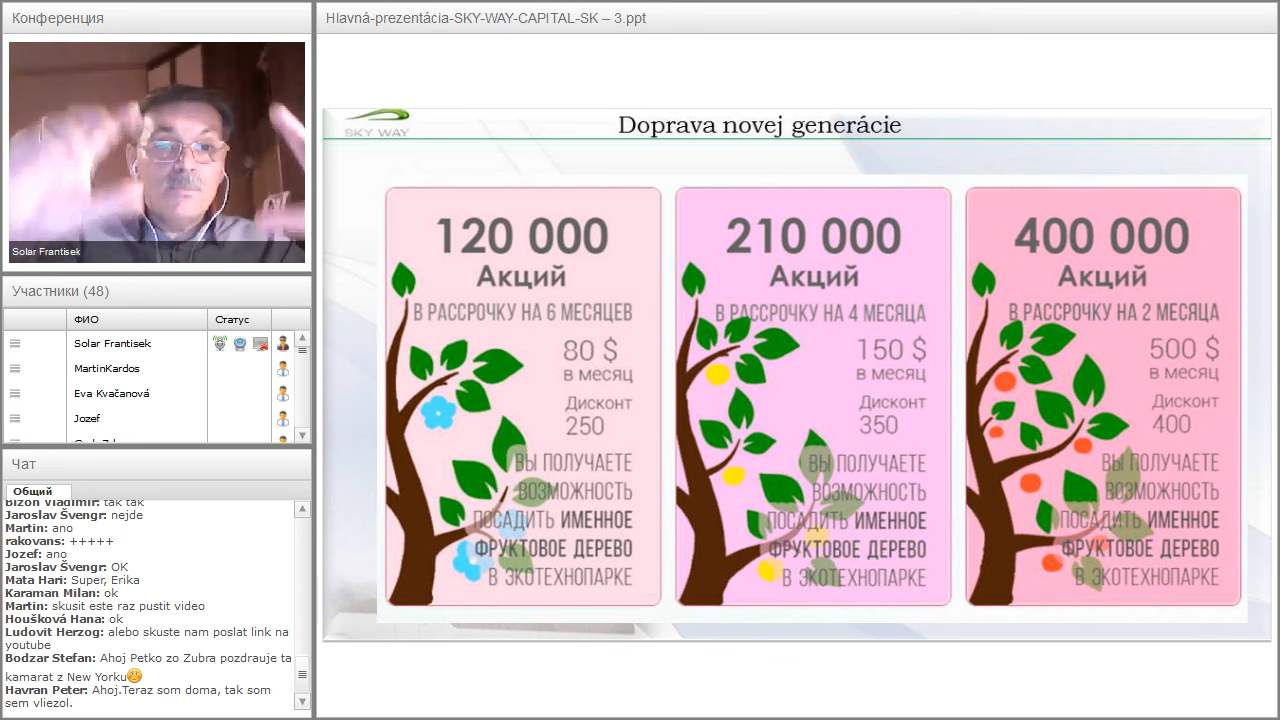 Конференция
Solar Frantisek
Участники (48)
ФИО
Статус
Solar Frantisek
MartinKardos
Eva Kvačanová
Jozef
Чат
Общий
Bizon Vladimir: tak tak
Jaroslav Švengr: nejde
Martin: ano
rakovans: +++++
Jozef: ano
Jaroslav Švengr: OK
Mata Hari: Super, Erika
Karaman Milan: ok
Martin: skusit este raz pustit video
Houšková Hana: ok
Ludovit Herzog: alebo skuste nam poslat link na
youtube
Bodzar Stefan: Ahoj Petko zo Zubra pozdrauje ta
kamarat z New Yorku
Havran Peter: Ahoj.Teraz som doma, tak som
sem vliezol.
Hlavná-prezentácia-SKY-WAY-CAPITAL-SK – 3.ppt
SKY WAY
Doprava novej generácie
120 000
Акций
В РАССРОЧКУ НА 6 МЕСЯЦЕВ
80 $
в месяц
Дисконт
250
ВЫ ПОЛУЧАЕТЕ
ВОЗМОЖНОСТЬ
ПОСАДИТЬ ИМЕННОЕ
ФРУКТОВОЕ ДЕРЕВО
В ЭКОТЕХНОПАРКЕ
210 000
Акций
В РАССРОЧКУ НА 4 МЕСЯЦА
150 $
в месяц
Дисконт
350
ВЫ ПОЛУЧАЕТЕ
ВОЗМОЖНОСТЬ
ПОСАДИТЬ ИМЕННОЕ
ФРУКТОВОЕ ДЕРЕВО
В ЭКОТЕХНОПАРКЕ
400 000
Акций
В РАССРОЧКУ НА 2 МЕСЯЦА
500 $
в месяц
Дисконт
400
ВЫ ПОЛУЧАЕТЕ
ВОЗМОЖНОСТЬ
ПОСАДИТЬ ИМЕННОЕ
ФРУКТОВОЕ ДЕРЕВО
В ЭКОТЕХНОПАРКЕ